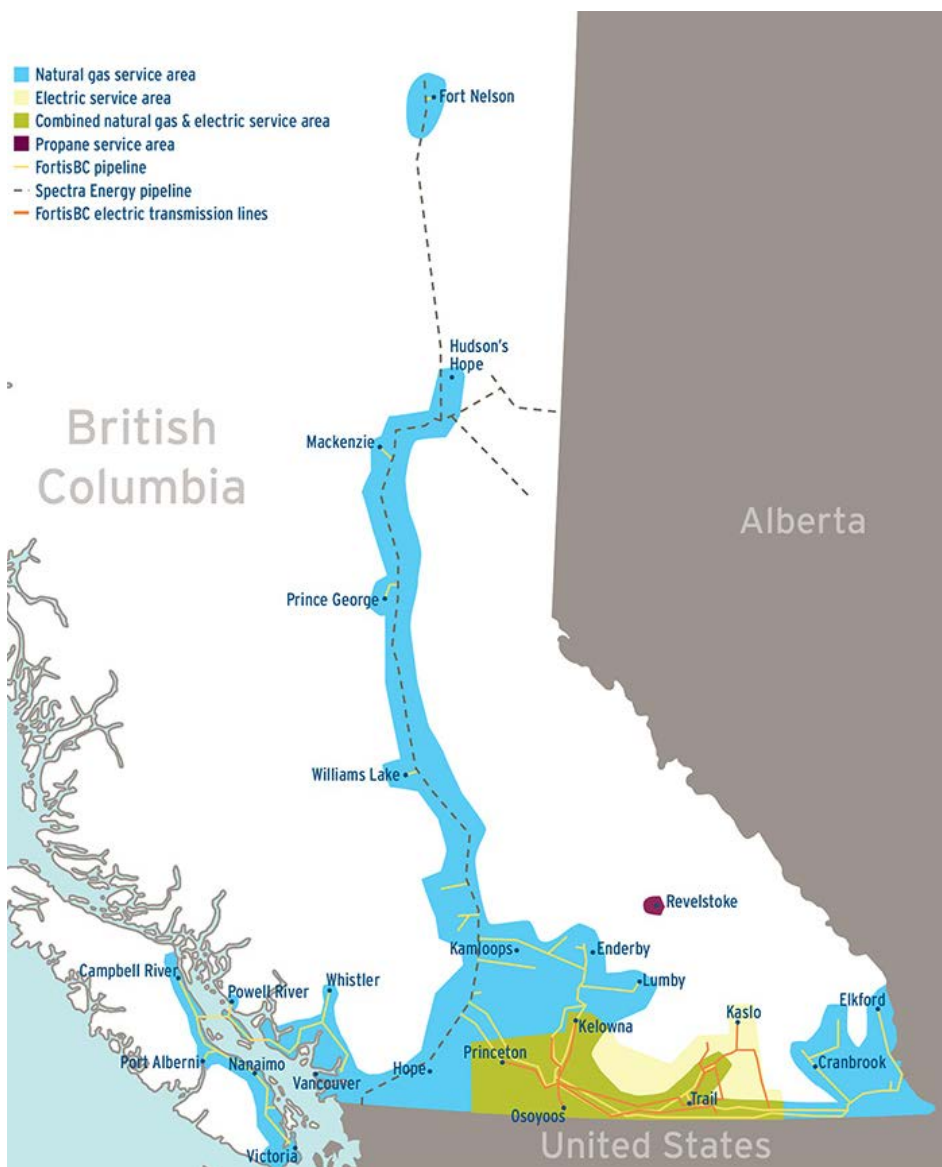 Natural gas service area
Electric service area
Combined natural gas & electric service area
Propane service area
FortisBC pipeline
Spectra Energy pipeline
FortisBC electric transmission lines
Fort Nelson
Hudson's
Hope
British
Columbia
Mackenzie
Alberta
Prince George
Williams Lake
Revelstoke
Kamloops
Enderby
Campbell River
Whistler
Lumby
Powell River
Elkford
Kaslo
Kelowna
Port Alberni
Nanaimo
Princeton
Hope
Cranbrook
Vancouver
Trail
Osoyoos
United States
Victoria